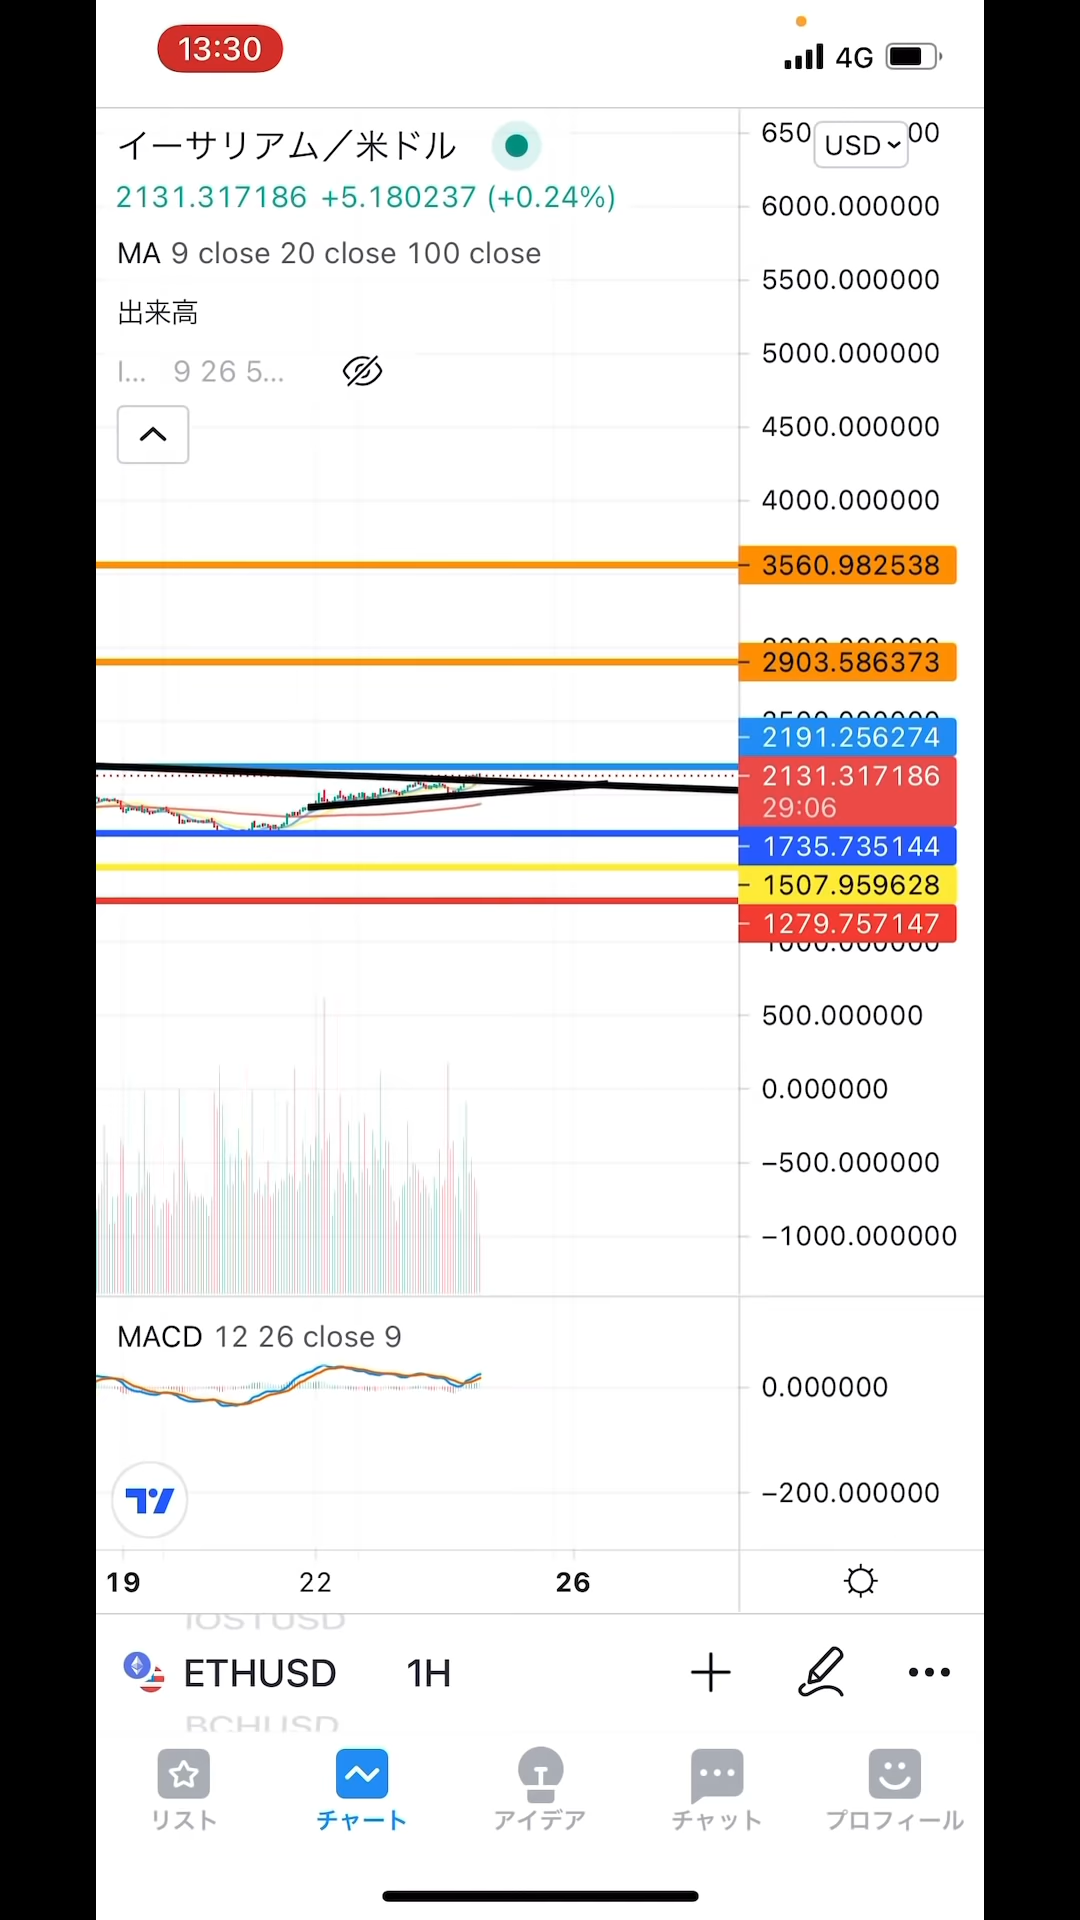 13:30
4G
イーサリアム／米ドル
USD
2131.317186 +5.180237 (+0.24%)
MA 9 close 20 close 100 close
出来高
I... 9 26 5...
6000.000000
5500.000000
5000.000000
4500.000000
4000.000000
3560.982538
2903.586373
2191.256274
2131.317186
29:06
1735.735144
1507.959628
1279.757147
1000.000000
500.000000
0.000000
−500.000000
−1000.000000
MACD 12 26 close 9
0.000000
−200.000000
19 22 26
IOSTUSD
ETHUSD 1H
BCHUSD
リスト チャート アイデア チャット プロフィール